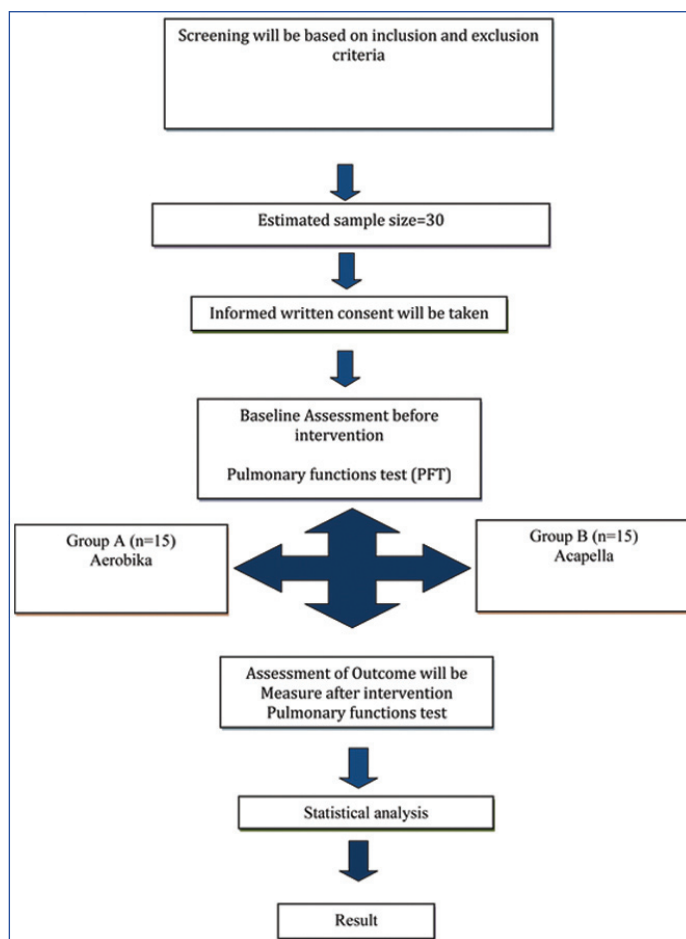 Screening will be based on inclusion and exclusion
criteria
Estimated sample size=30
Informed written consent will be taken
Baseline Assessment before
intervention
Pulmonary functions test (PFT)
Group A (n=15)
Aerobika
Group B (n=15)
Acapella
Assessment of Outcome will be
Measure after intervention
Pulmonary functions test
Statistical analysis
Result